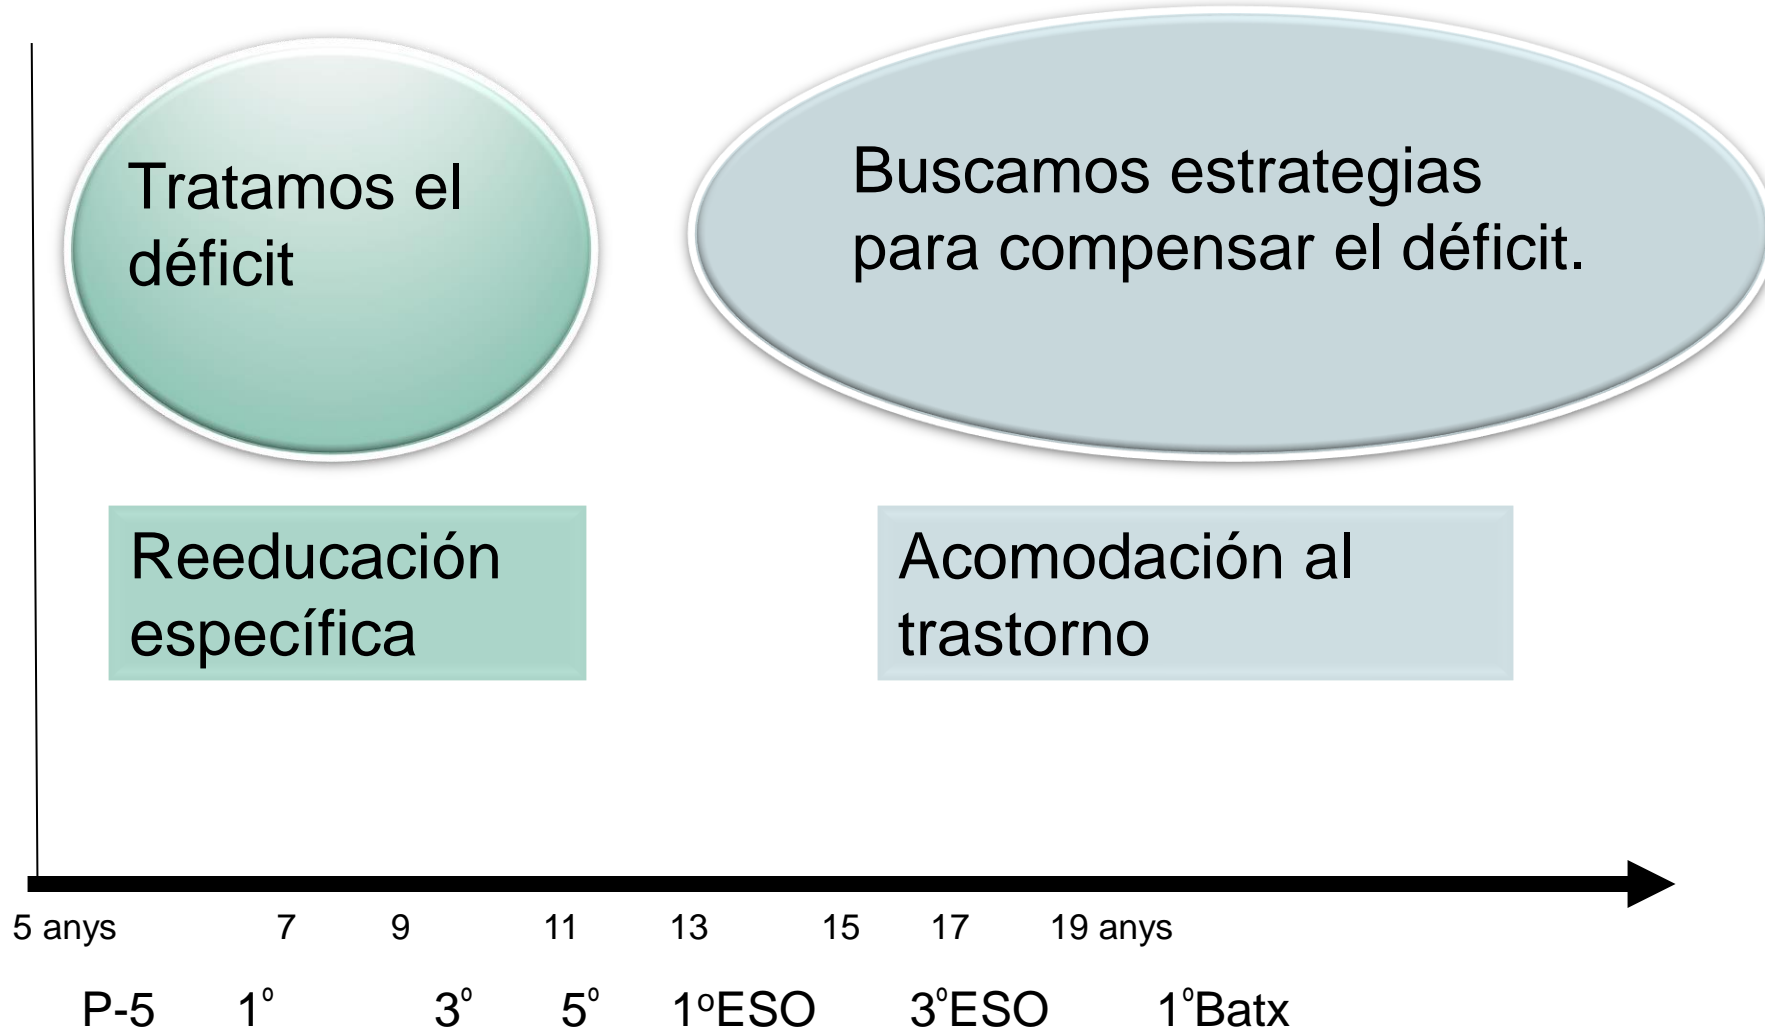 Tratamos el
déficit
Buscamos estrategias
para compensar el déficit.
Reeducación
específica
Acomodación al
trastorno
5 anys 7 9 11 13 15 17 19 anys
P-5 1º 3º 5º 1ºESO 3ºESO 1ºBatx